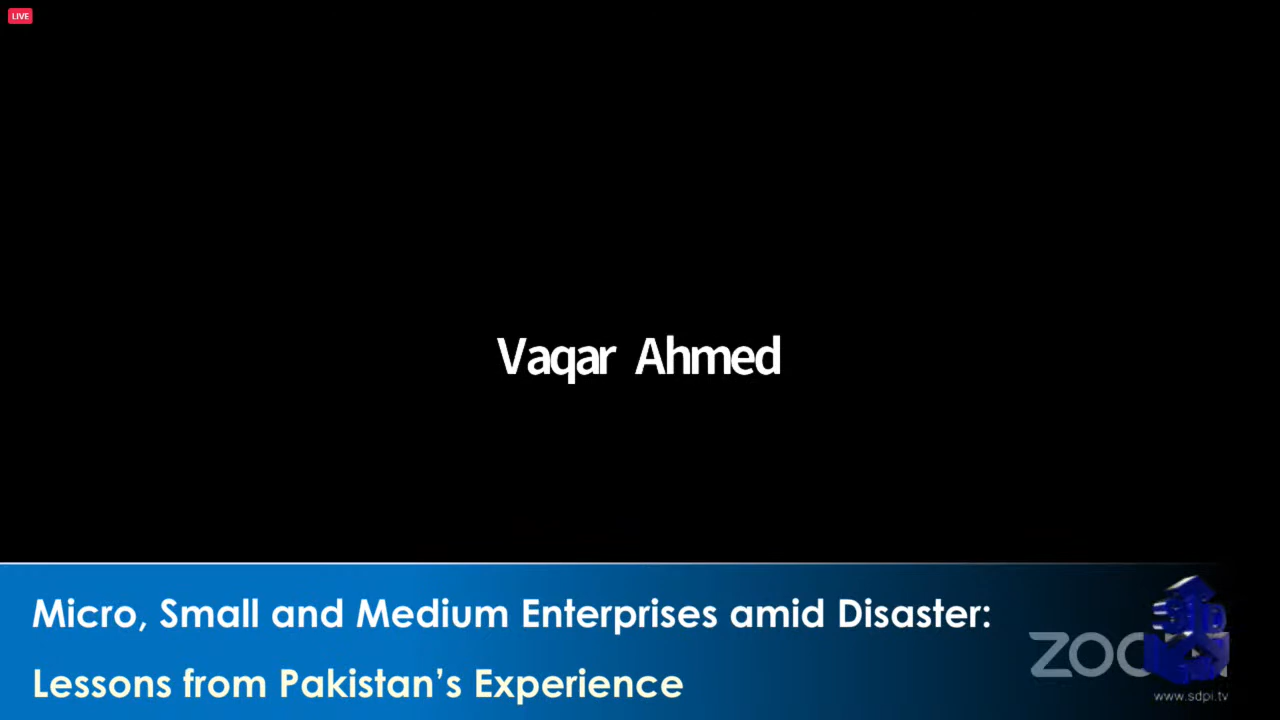 LIVE
Vaqar Ahmed
Micro, Small and Medium Enterprises amid Disaster:
Lessons from Pakistan's Experience
www.sdpi.tv